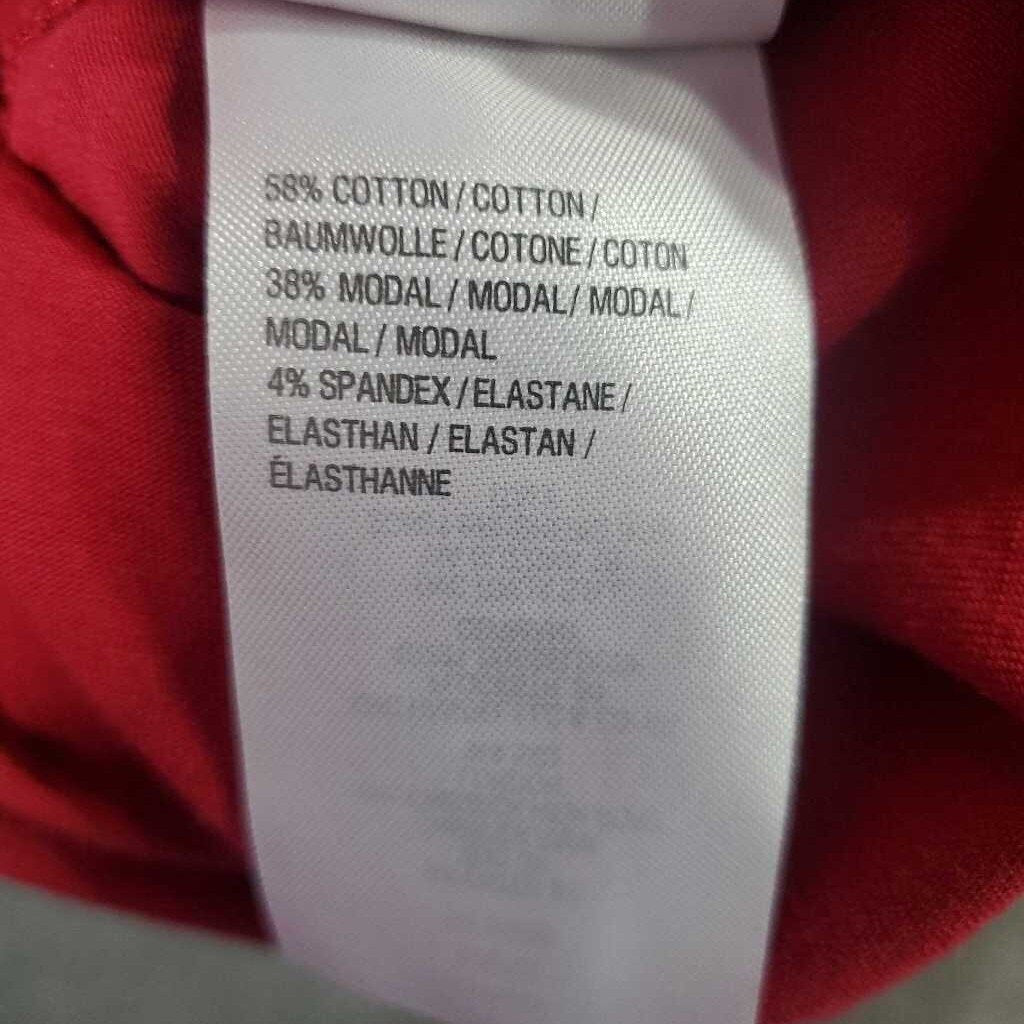 58% COTTON / COTTON /
BAUMWOLLE / COTONE / COTON
38% MODAL / MODAL / MODAL /
MODAL / MODAL
4% SPANDEX / ELASTANE /
ELASTHAN / ELASTAN /
ÉLASTHANNE